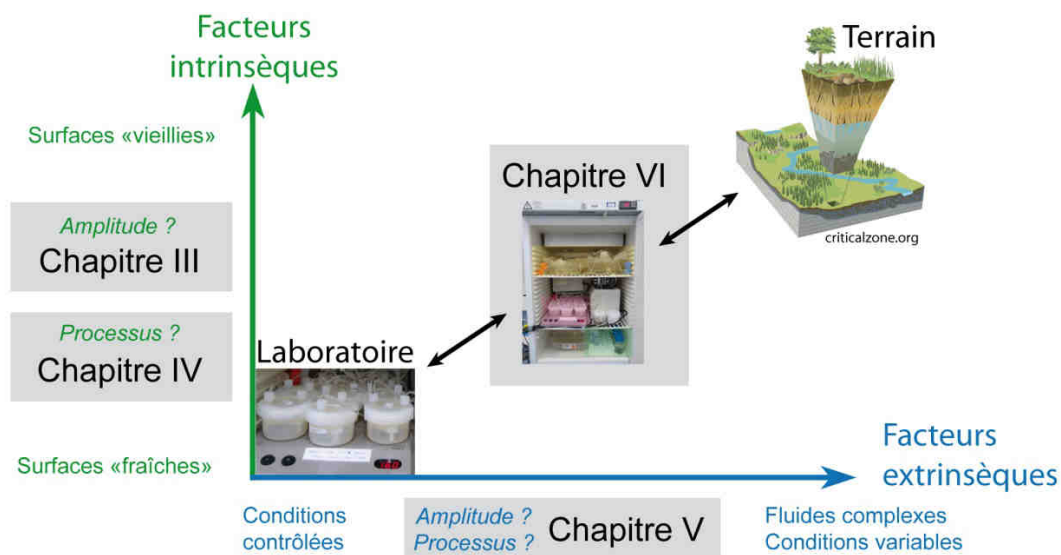 Facteurs
intrinsèques
Terrain
Surfaces «vieillies»
Chapitre VI
Amplitude ?
Chapitre III
criticalzone.org
Processus ?
Chapitre IV
Laboratoire
Surfaces «fraîches»
Facteurs
extrinsèques
Conditions
contrôlées
Amplitude ?
Processus ?
Chapitre V
Fluides complexes
Conditions variables